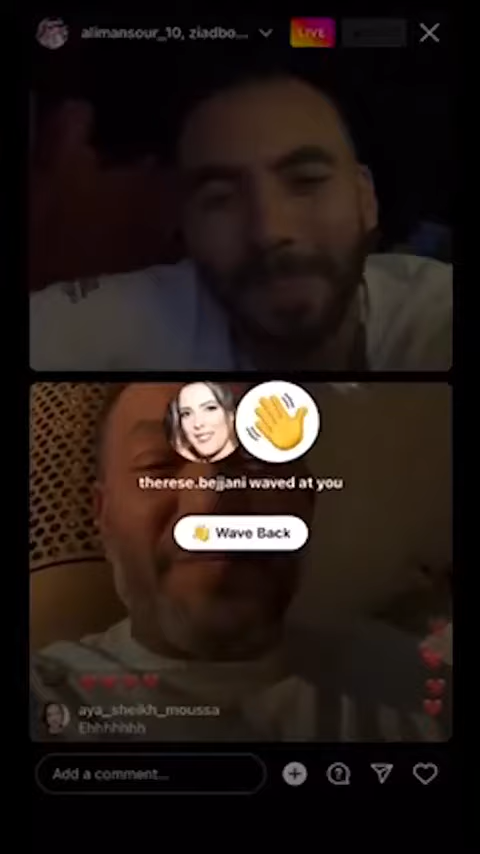 alimansour_10, ziadbo...
LIVE
therese.bejjani waved at you
👋 Wave Back
aya_sheikh_moussa
Ehhhhhhh
Add a comment...